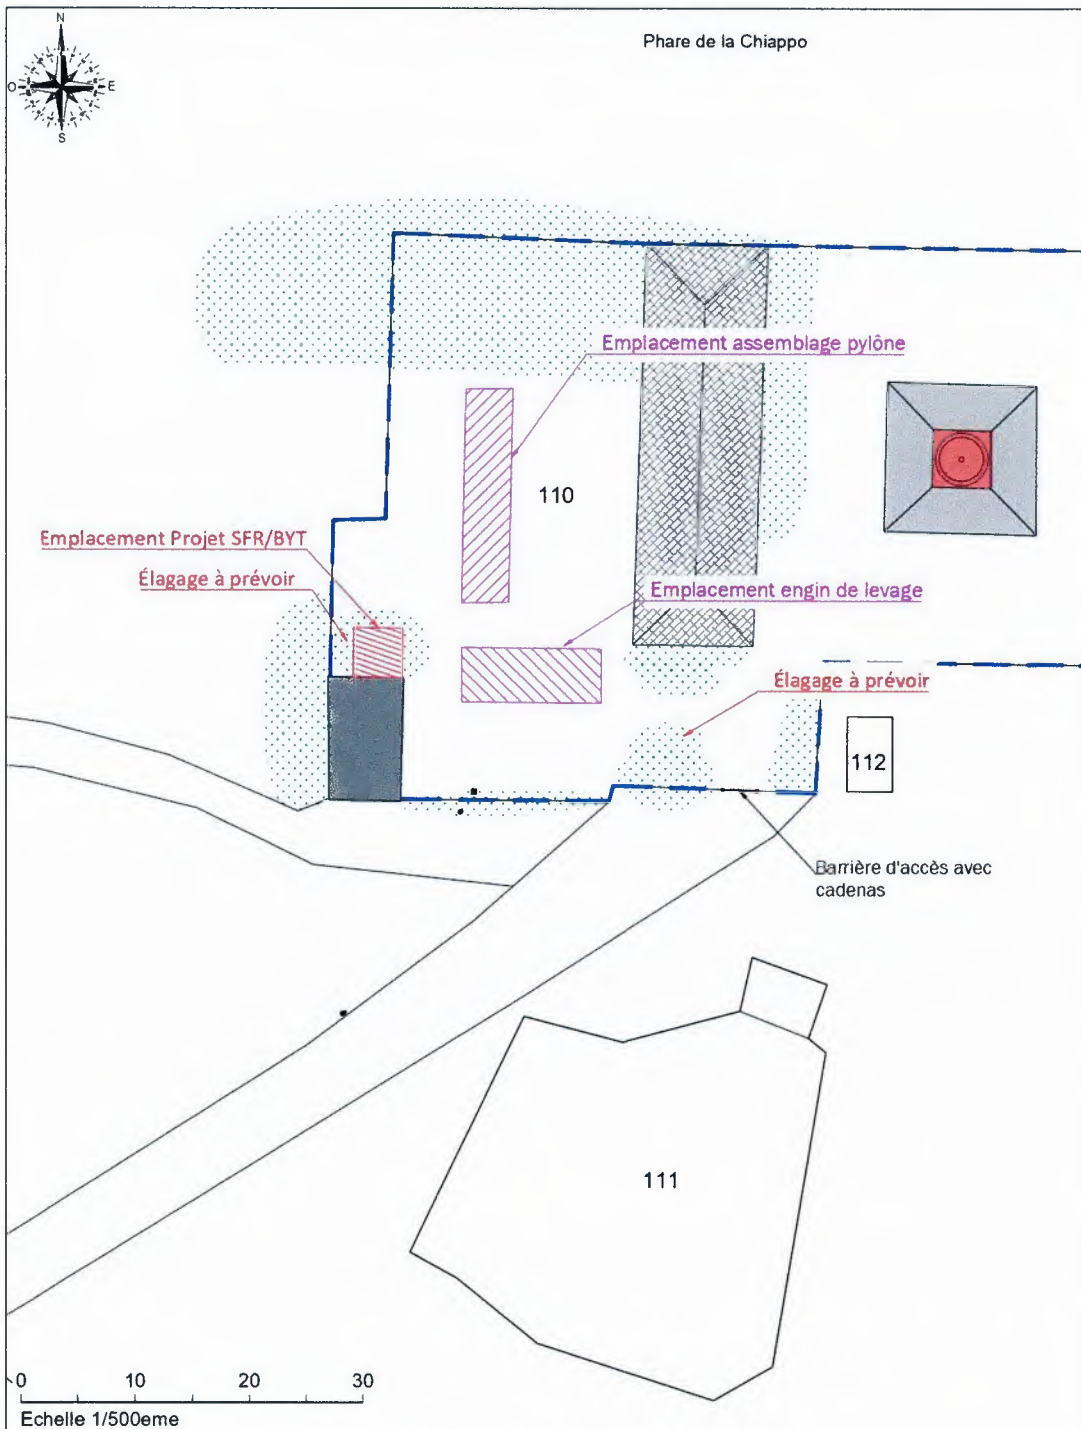 N
Phare de la Chiappo
O
E
S
Emplacement assemblage pylône
110
Emplacement Projet SFR/BYT
Élagage à prévoir
Emplacement engin de levage
Élagage à prévoir
112
Barrière d'accès avec
cadenas
111
0 10 20 30
Echelle 1/500eme